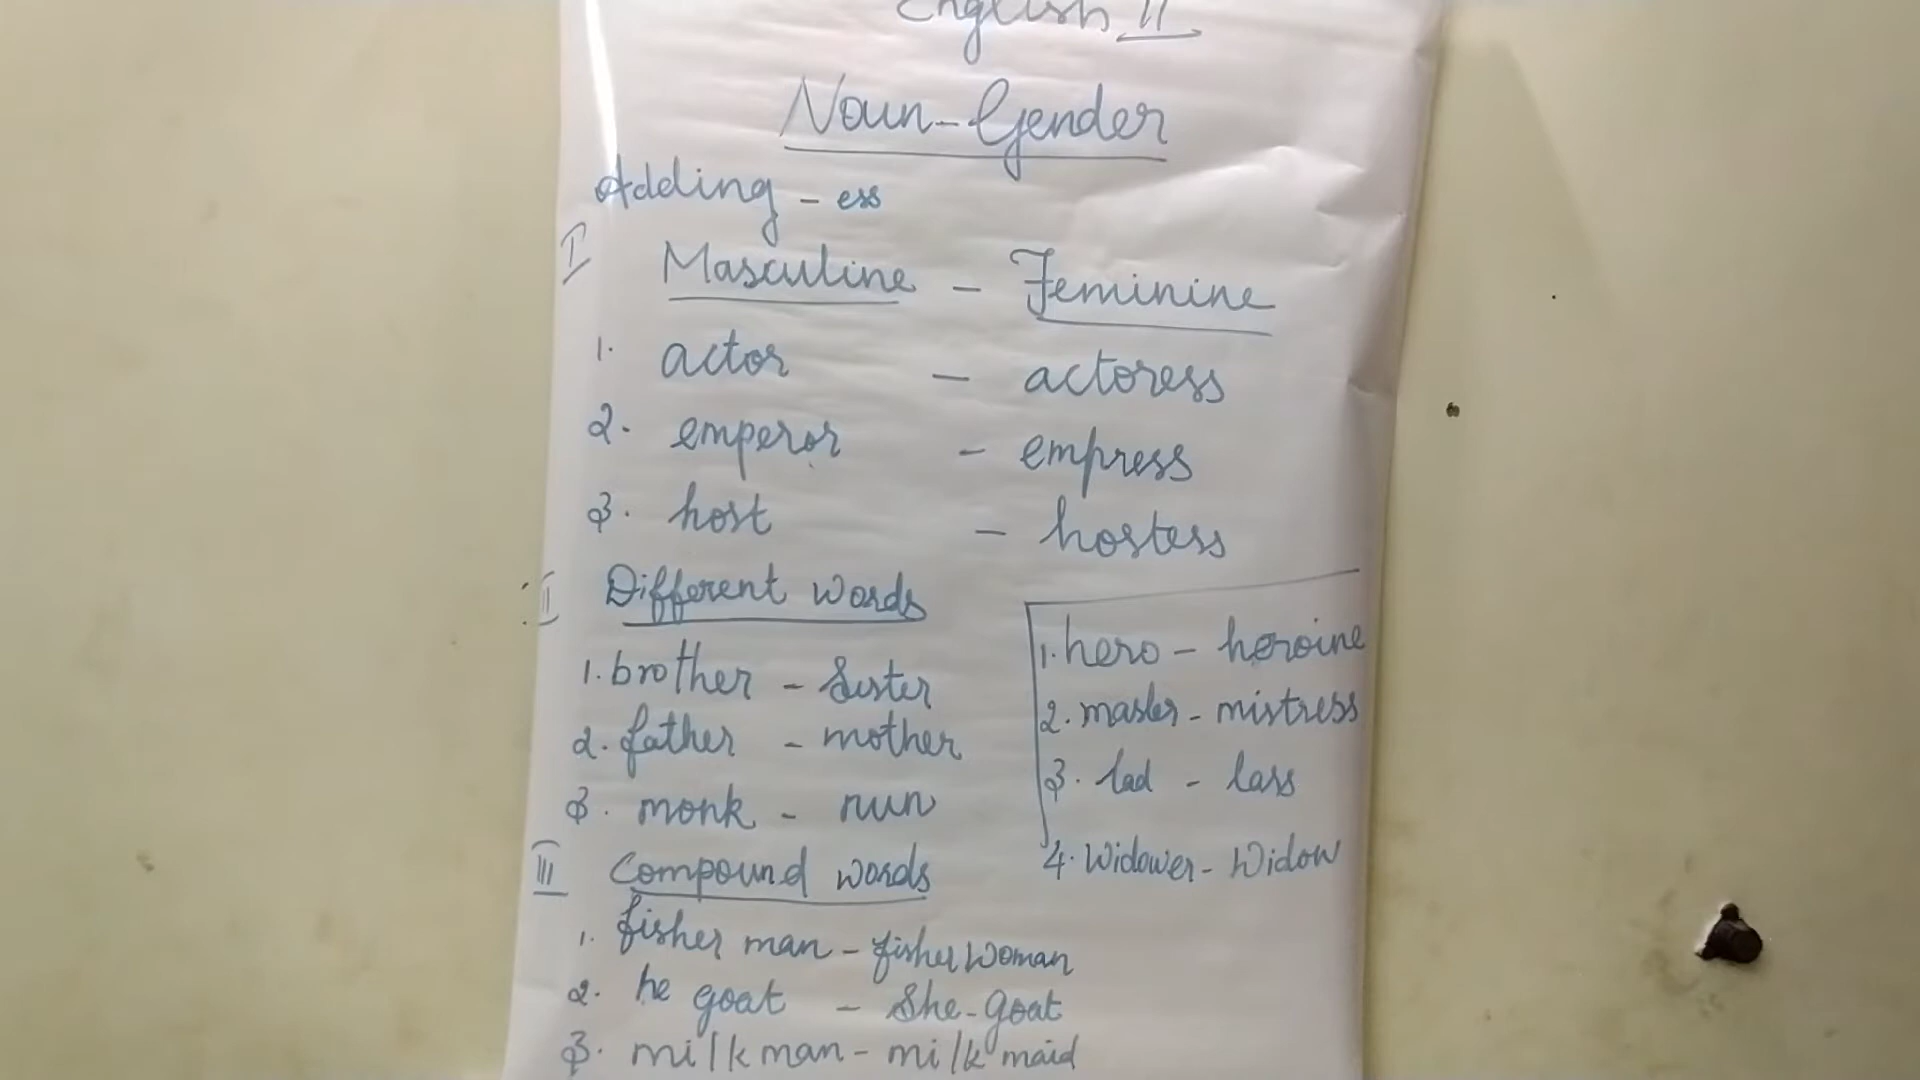 English II
Noun-Gender
Adding - ess
I
Masculine - Feminine
1. actor - actoress
2. emperor - empress
3. host - hostess
II Different words
1. brother - Sister
2. father - mother
3. monk - nun
1. hero - heroine
2. master - mistress
3. lad - lass
4. Widower - Widow
III Compound words
1. fisher man - fisher Woman
2. he goat - She-goat
3. milk man - milk maid